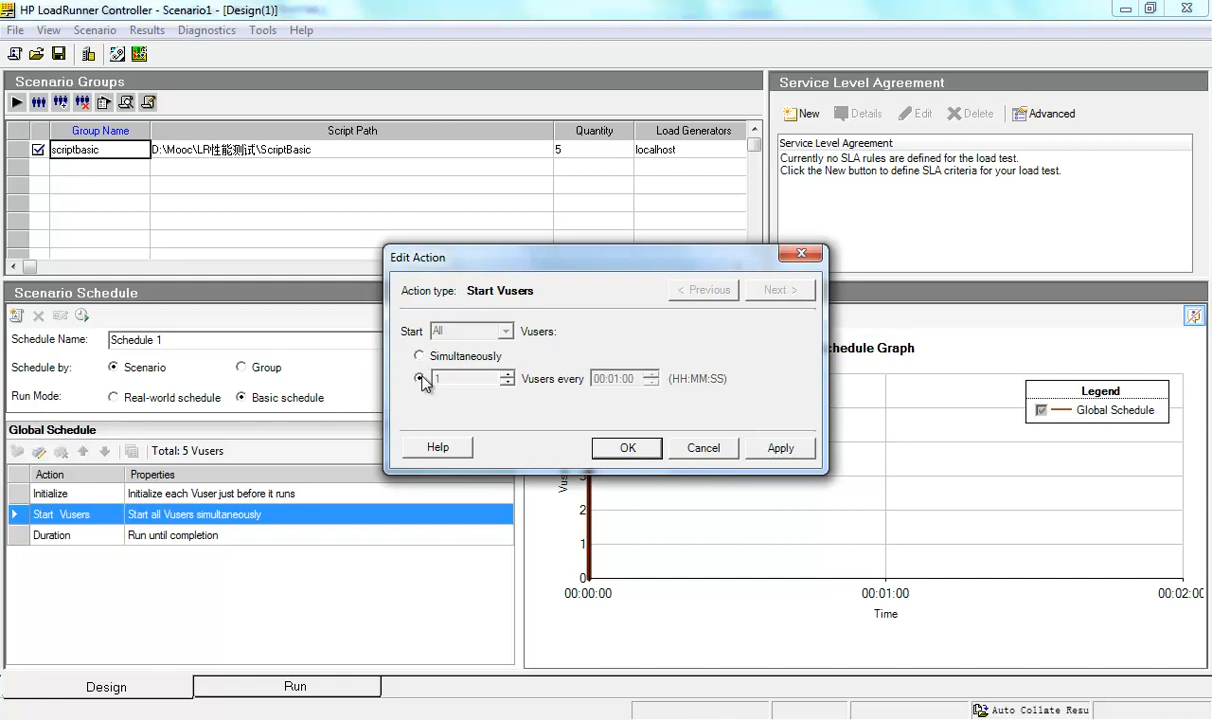 HP LoadRunner Controller - Scenario1 - [Design(1)]
File View Scenario Results Diagnostics Tools Help
Scenario Groups
Group Name Script Path Quantity Load Generators
scriptbasic D:\Mooc\LR性能测试\ScriptBasic 5 localhost
Service Level Agreement
New Details Edit Delete Advanced
Service Level Agreement
Currently no SLA rules are defined for the load test.
Click the New button to define SLA criteria for your load test.
Edit Action
Action type: Start Vusers < Previous Next >
Start All Vusers:
Simultaneously
1 Vusers every 00:01:00 (HH:MM:SS)
Help OK Cancel Apply
Scenario Schedule
Schedule Name: Schedule 1
Schedule by: Scenario Group
Run Mode: Real-world schedule Basic schedule
Global Schedule
Total: 5 Vusers
Action Properties
Initialize Initialize each Vuser just before it runs
Start Vusers Start all Vusers simultaneously
Duration Run until completion
hedule Graph
Legend
Global Schedule
Vus
3
2
1
0
00:00:00 00:01:00 00:02:00
Time
Design Run
Auto Collate Resu